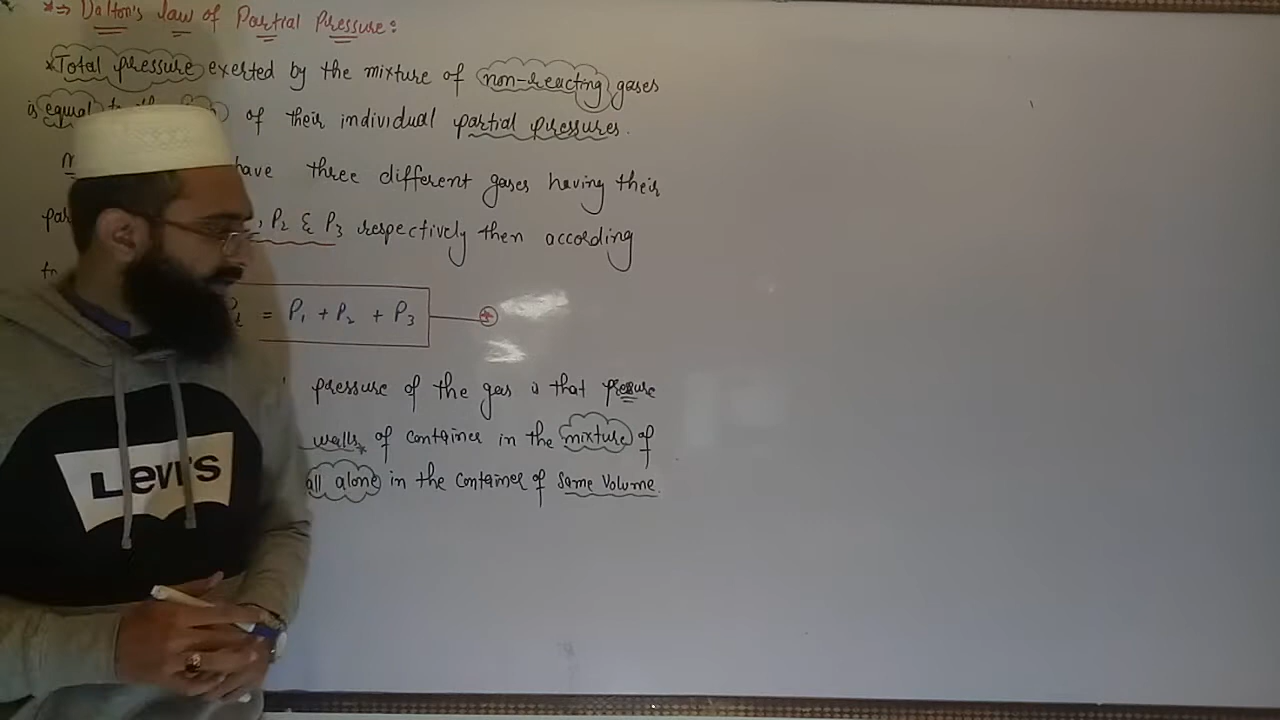 *⇒ Dalton's law of Partial Pressure:
*Total pressure exerted by the mixture of non-reacting gases
is equal of their individual partial pressures.
have three different gases having their
, P2 & P3 respectively then according
= P1 + P2 + P3
pressure of the gas is that pressure
walls* of container in the mixture of
all alone in the container of same volume.
Levi's